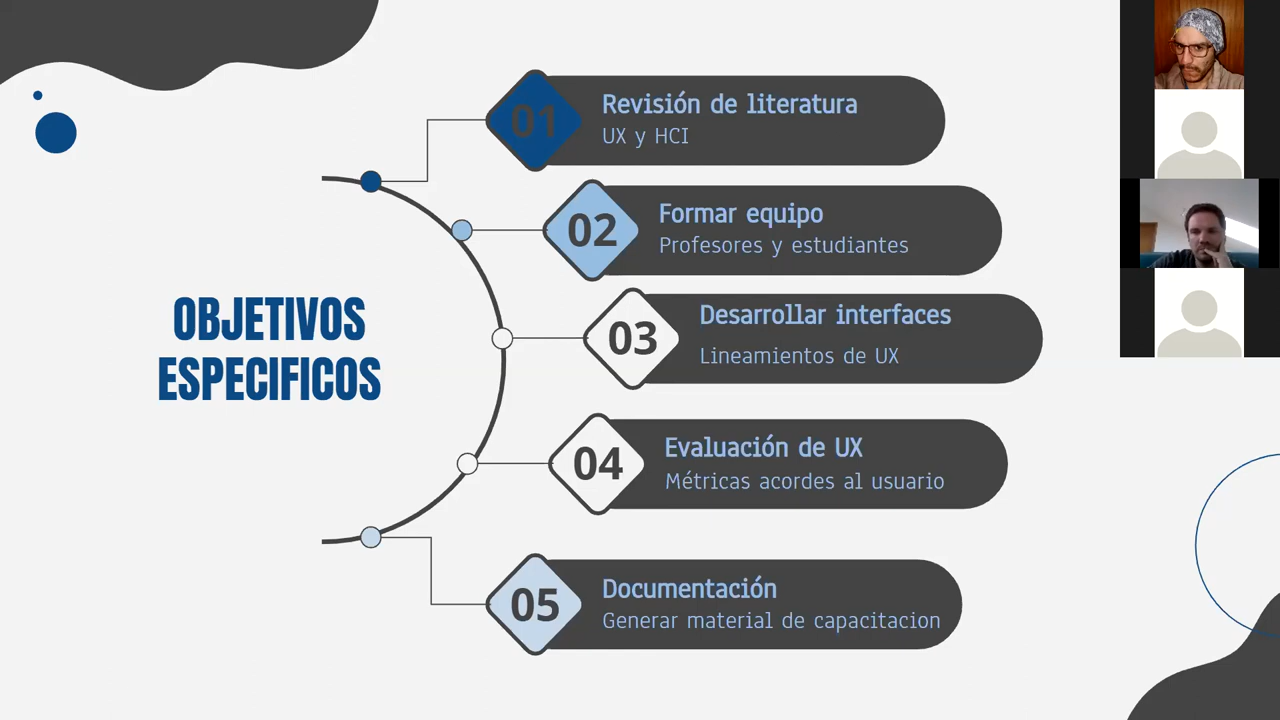 OBJETIVOS
ESPECIFICOS
01
Revisión de literatura
UX y HCI
02
Formar equipo
Profesores y estudiantes
03
Desarrollar interfaces
Lineamientos de UX
04
Evaluación de UX
Métricas acordes al usuario
05
Documentación
Generar material de capacitacion